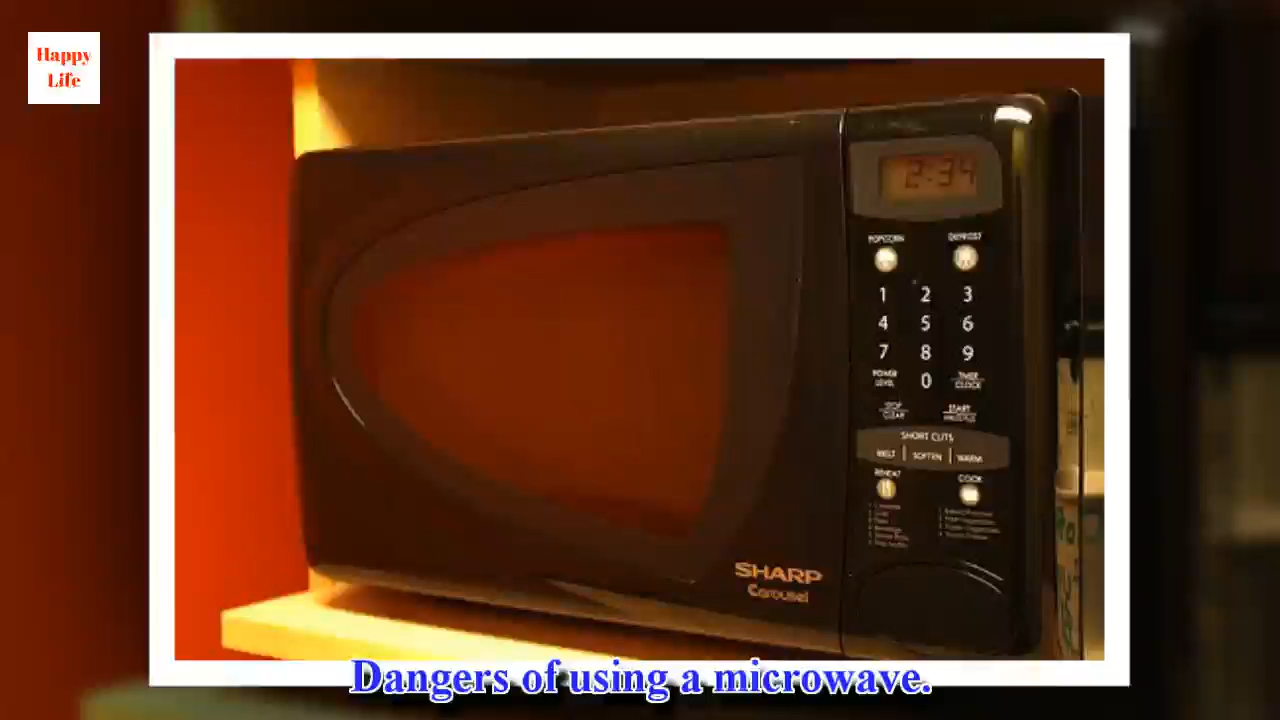 Happy
Life
2:34
POPCORN DEFROST
1 2 3
4 5 6
7 8 9
POWER
LEVEL
0
TIMER
CLOCK
STOP
CLEAR
START
SHORT CUTS
MELT SOFTEN WARM
REHEAT COOK
SHARP
Carousel
Dangers of using a microwave.